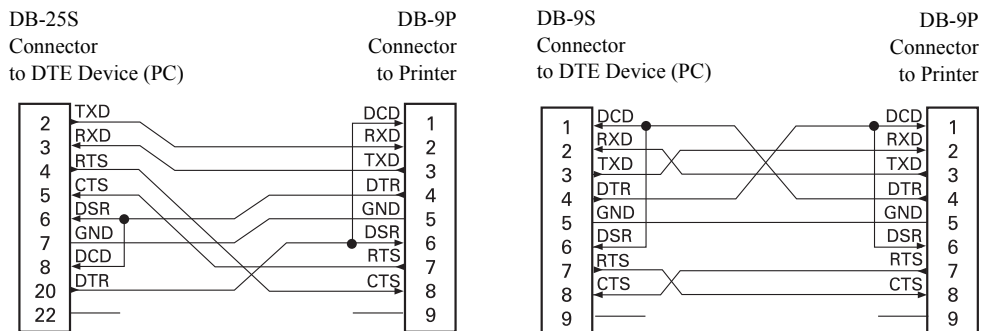 DB-25S DB-9P
Connector Connector
to DTE Device (PC) to Printer
2 TXD DCD 1
3 RXD RXD 2
4 RTS TXD 3
5 CTS DTR 4
6 DSR GND 5
7 GND DSR 6
8 DCD RTS 7
20 DTR CTS 8
22 9
DB-9S DB-9P
Connector Connector
to DTE Device (PC) to Printer
1 DCD DCD 1
2 RXD RXD 2
3 TXD TXD 3
4 DTR DTR 4
5 GND GND 5
6 DSR DSR 6
7 RTS RTS 7
8 CTS CTS 8
9 9